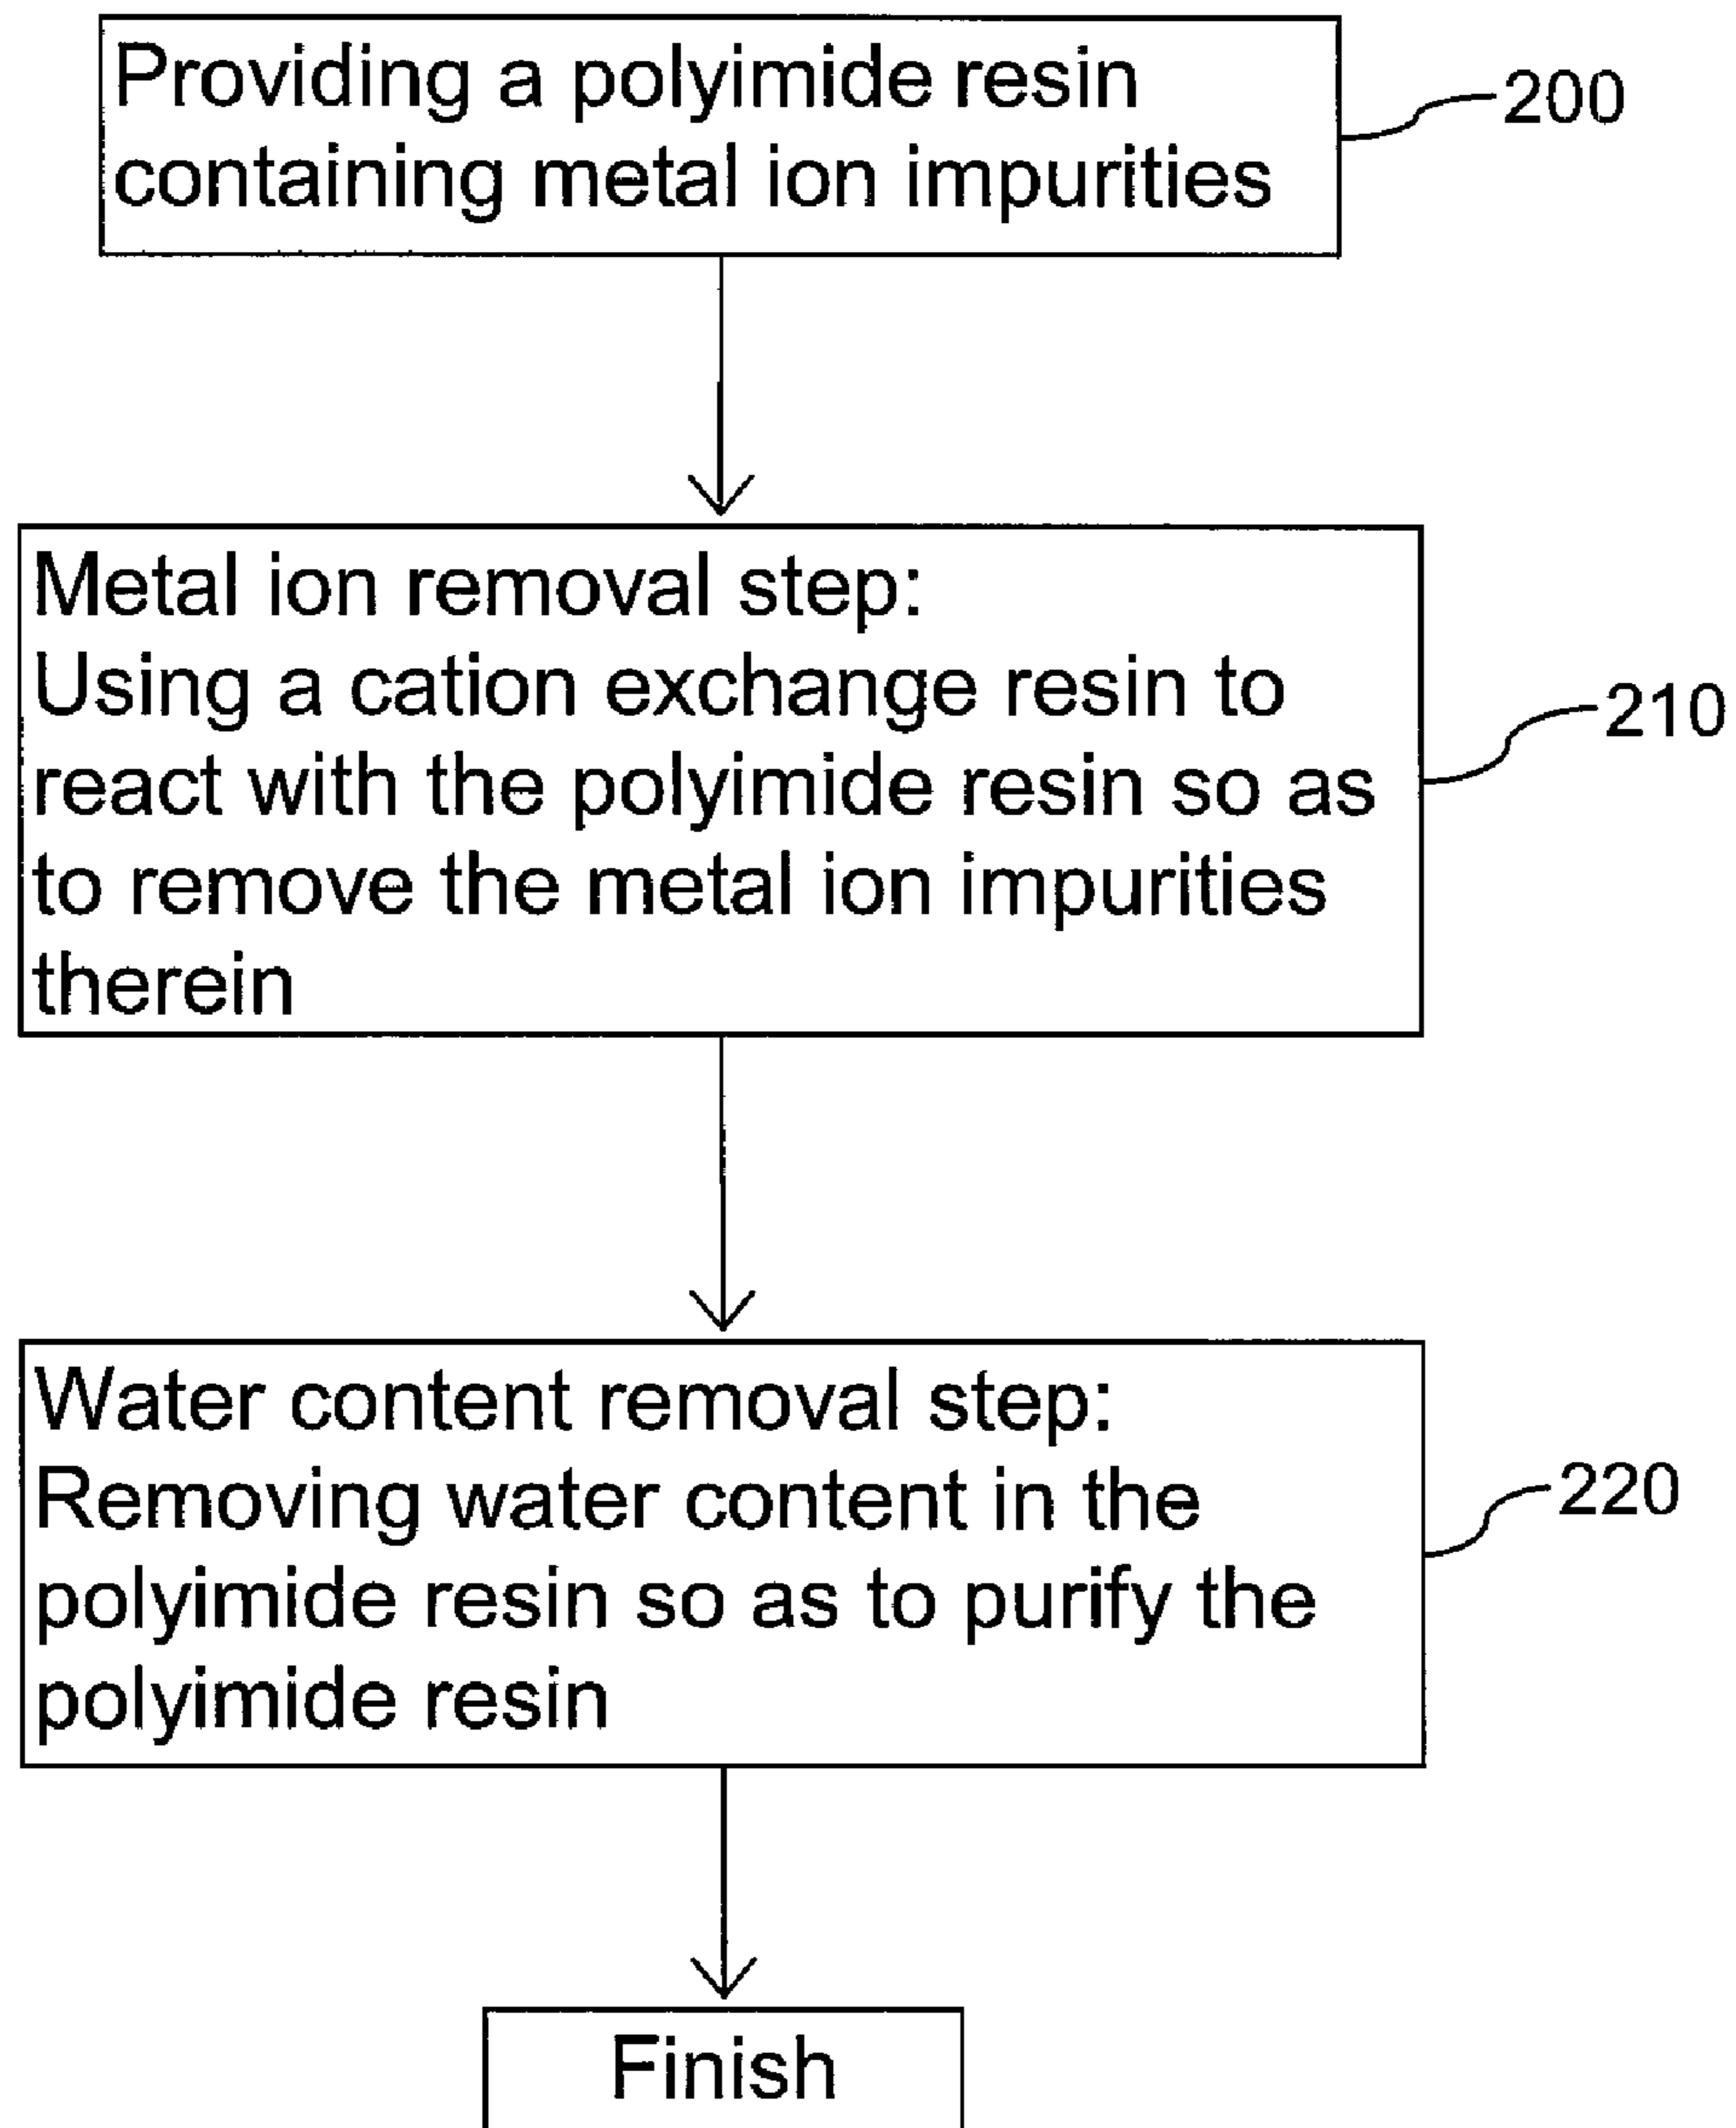 Providing a polyimide resin
containing metal ion impurities
200
Metal ion removal step:
Using a cation exchange resin to
react with the polyimide resin so as
to remove the metal ion impurities
therein
210
Water content removal step:
Removing water content in the
polyimide resin so as to purify the
polyimide resin
220
Finish